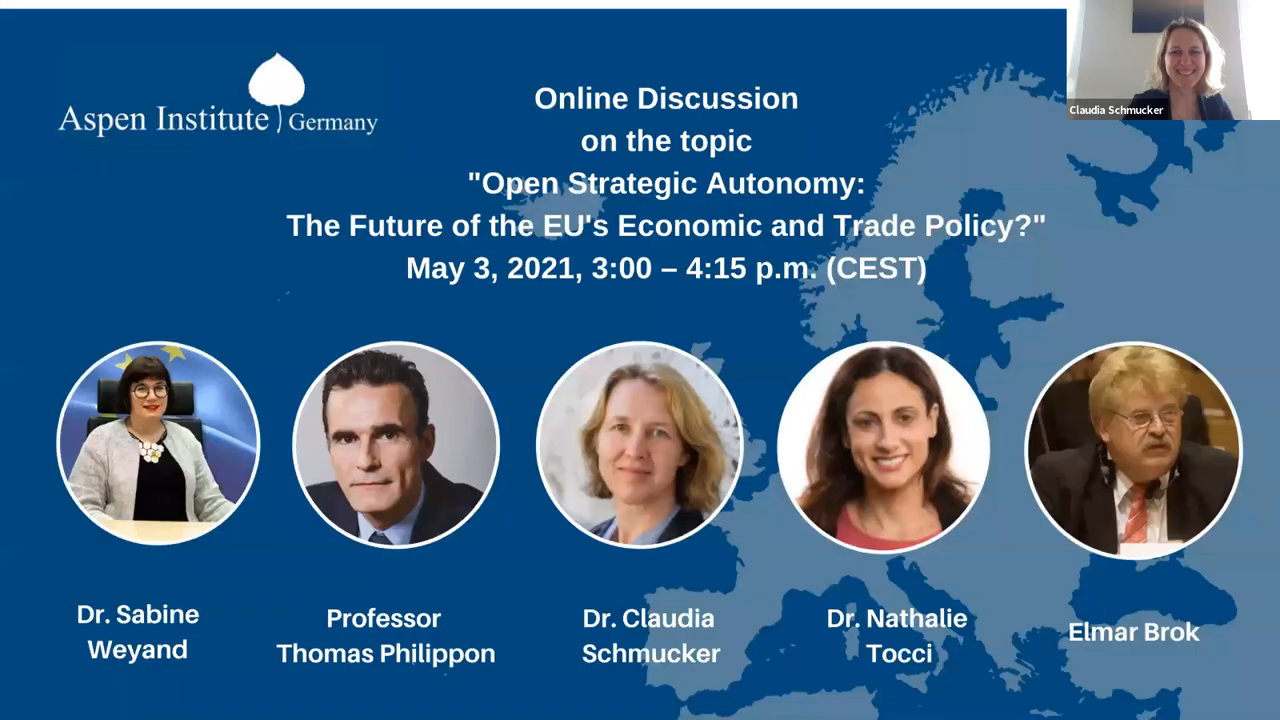 Aspen Institute Germany
Claudia Schmucker
Online Discussion
on the topic
"Open Strategic Autonomy:
The Future of the EU's Economic and Trade Policy?"
May 3, 2021, 3:00 – 4:15 p.m. (CEST)
Dr. Sabine
Weyand
Professor
Thomas Philippon
Dr. Claudia
Schmucker
Dr. Nathalie
Tocci
Elmar Brok